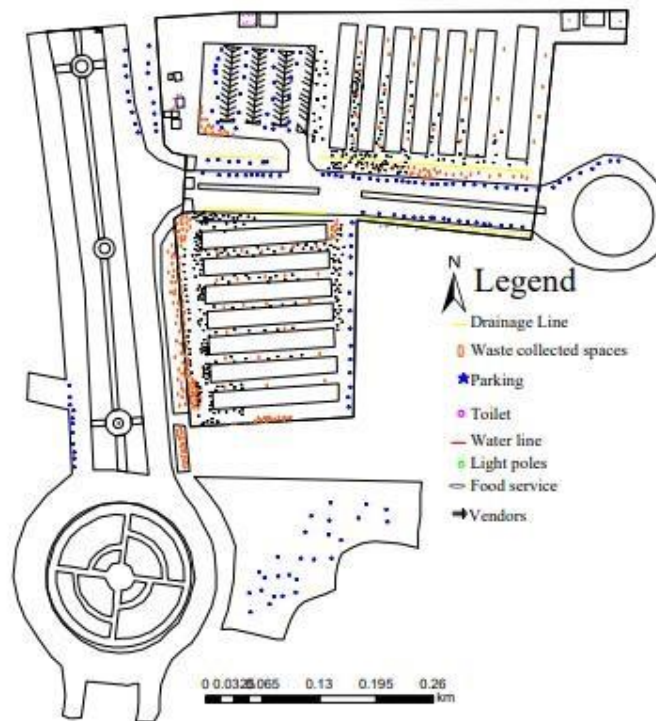 N
Legend
Drainage Line
Waste collected spaces
Parking
Toilet
Water line
Light poles
Food service
Vendors
0 0.0325 0.065 0.13 0.195 0.26
km